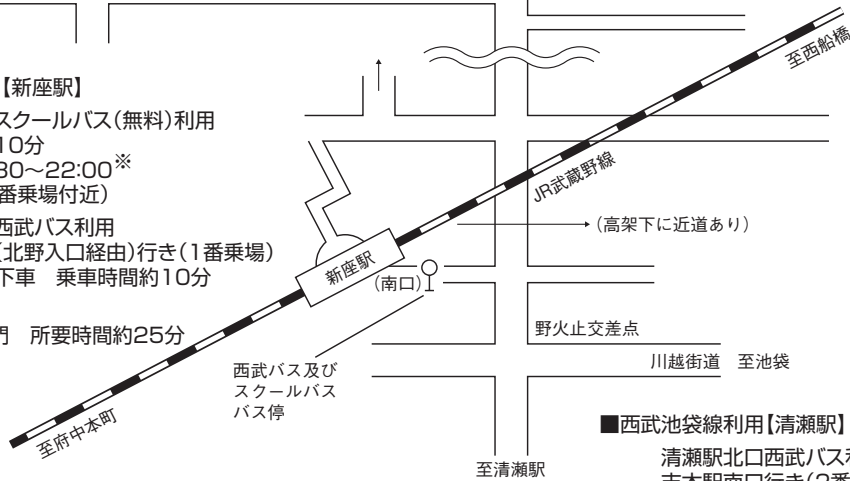 【新座駅】
スクールバス(無料)利用
10分
30～22:00※
番乗場付近)
西武バス利用
(北野入口経由)行き(1番乗場)
下車　乗車時間約10分
門　所要時間約25分
至西船橋
JR武蔵野線
(高架下に近道あり)
新座駅
(南口)
野火止交差点
川越街道　至池袋
西武バス及び
スクールバス
バス停
至府中本町
至清瀬駅
■西武池袋線利用【清瀬駅】
清瀬駅北口西武バス
志木駅南口行き(2番